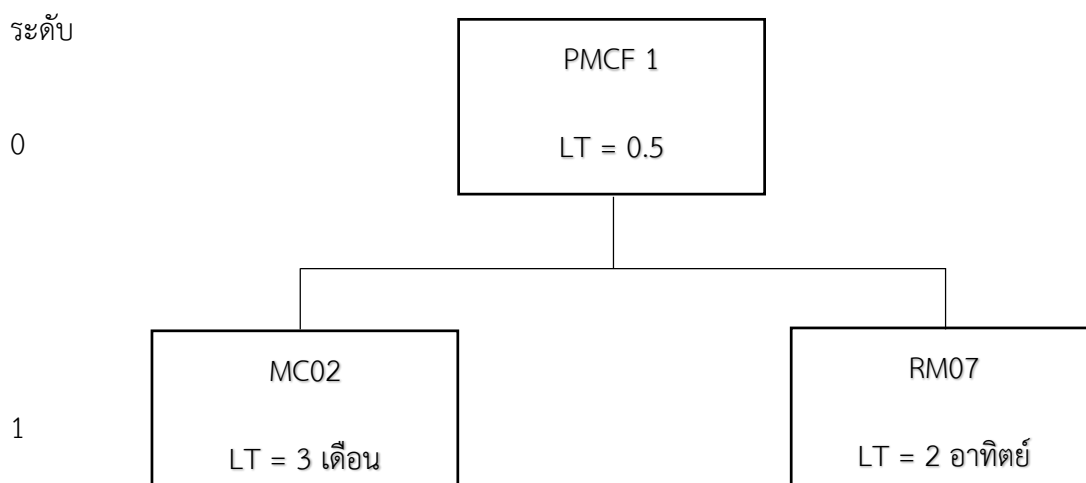 ระดับ
PMCF 1
0
LT = 0.5
MC02
RM07
1
LT = 3 เดือน
LT = 2 อาทิตย์